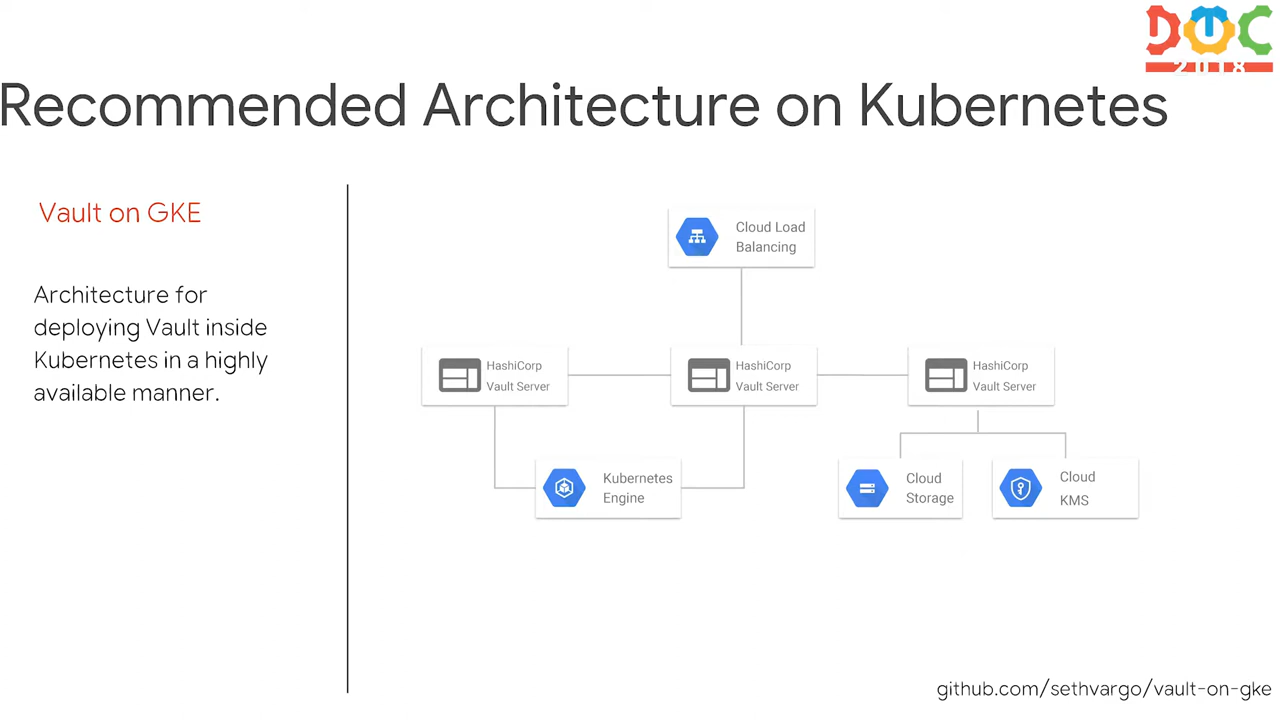 DOC
2018
Recommended Architecture on Kubernetes
Vault on GKE
Architecture for
deploying Vault inside
Kubernetes in a highly
available manner.
Cloud Load
Balancing
HashiCorp
Vault Server
HashiCorp
Vault Server
HashiCorp
Vault Server
Kubernetes
Engine
Cloud
Storage
Cloud
KMS
github.com/sethvargo/vault-on-gke